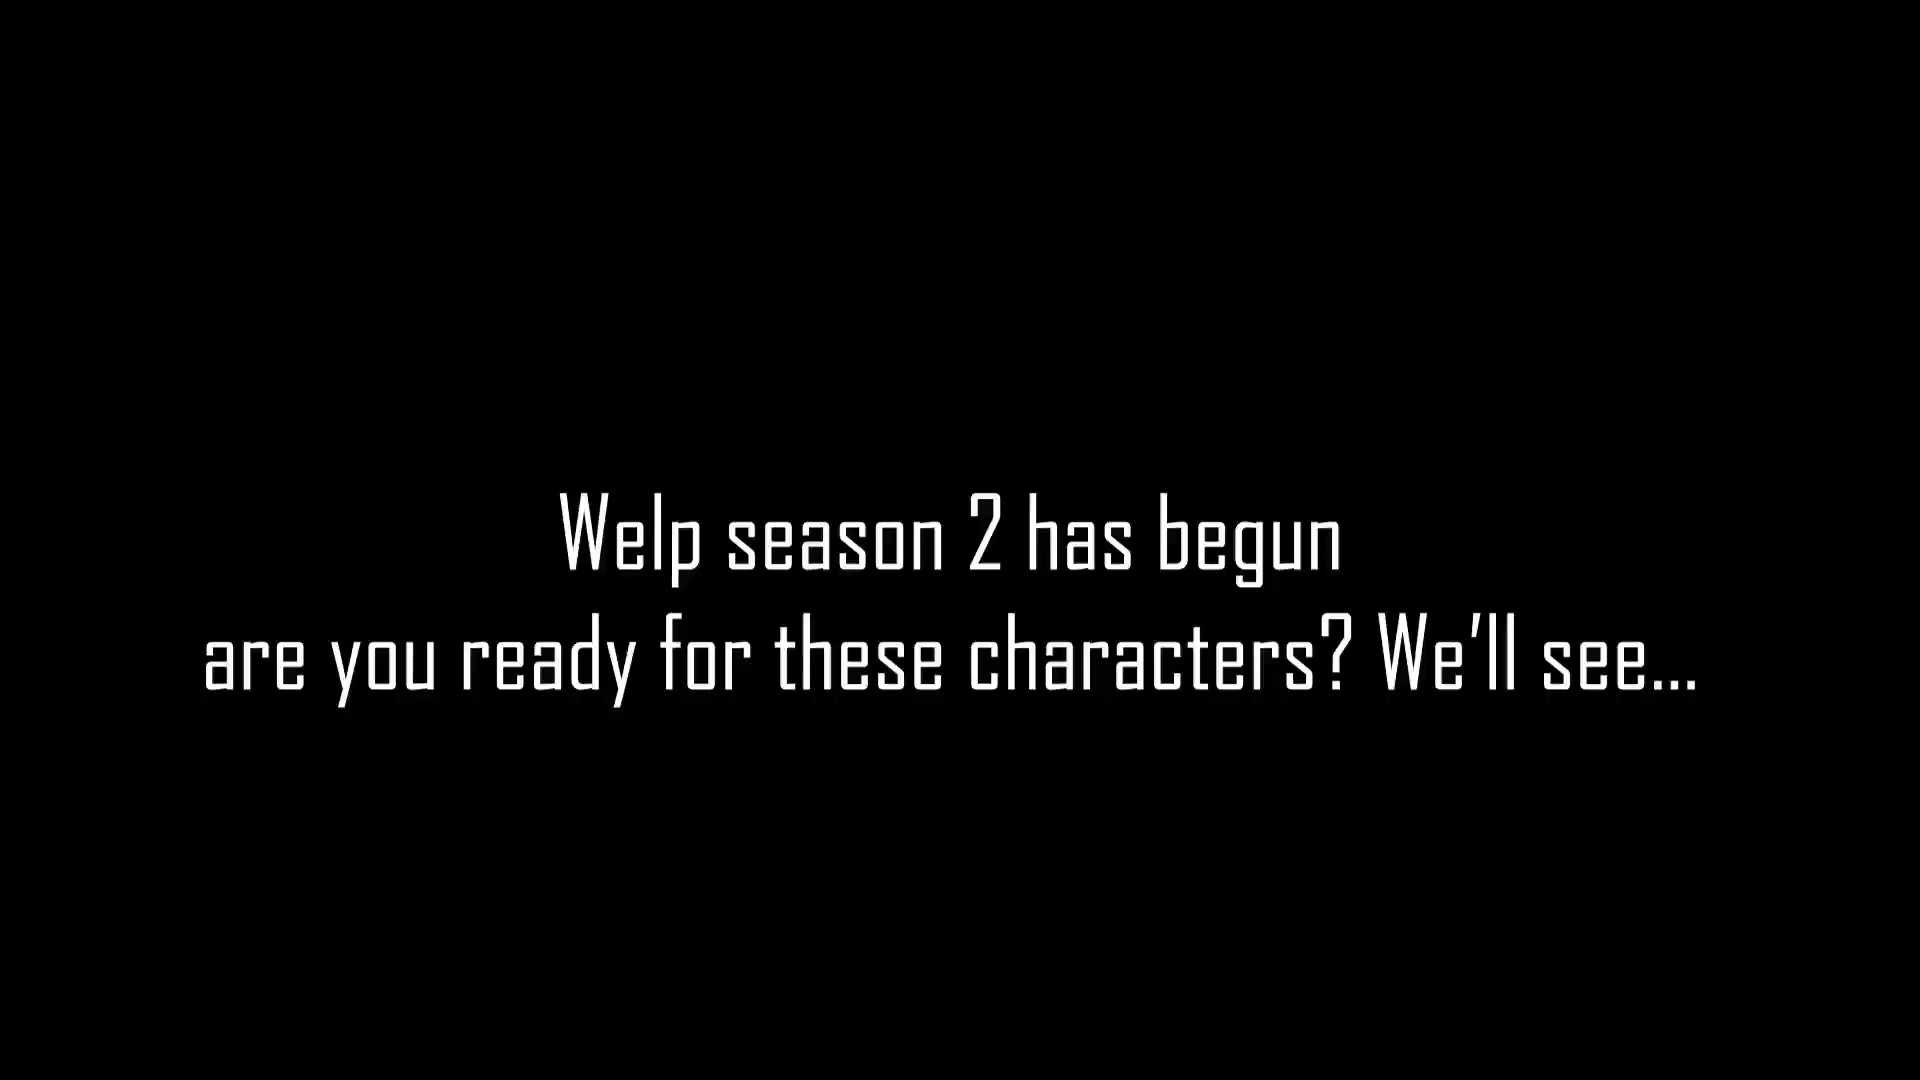 Welp season 2 has begun
are you ready for these characters? We'll see...